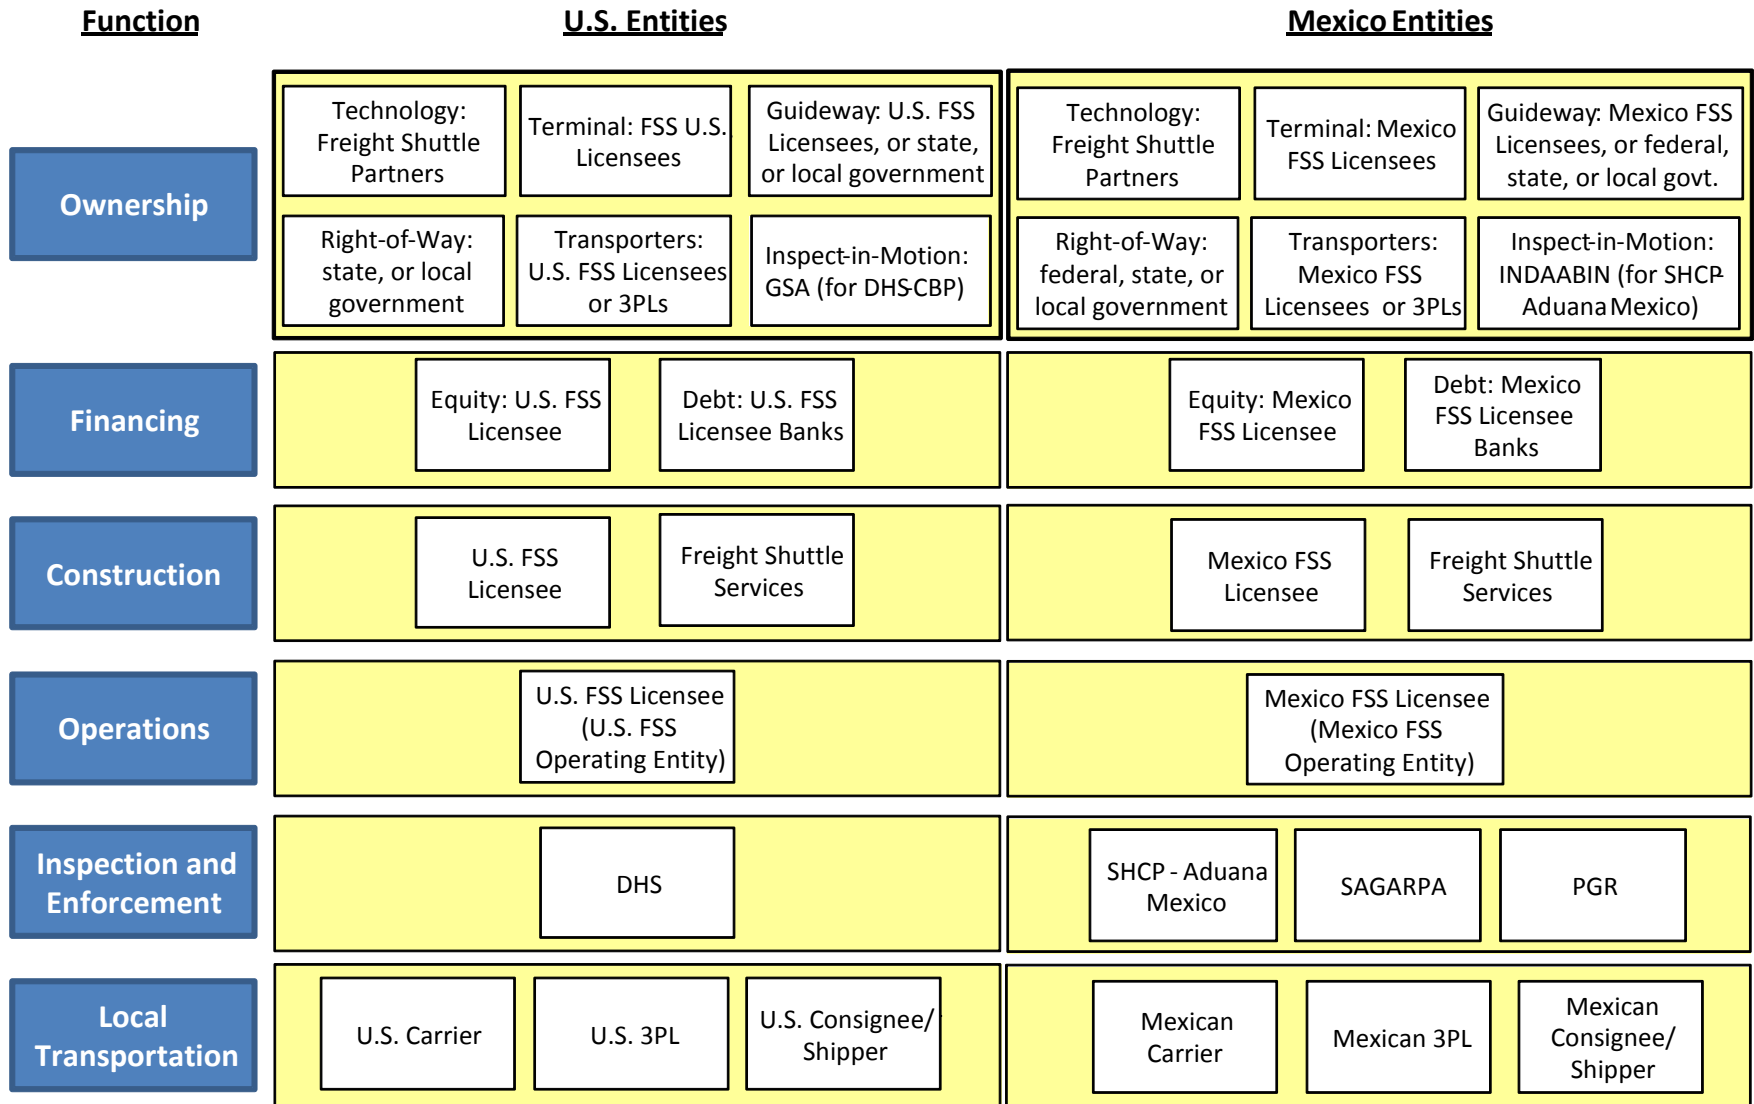 Function
U.S. Entities
Mexico Entities
Ownership
Technology:
Freight Shuttle
Partners
Terminal: FSS U.S.
Licensees
Guideway: U.S. FSS
Licensees, or state,
or local government
Right-of-Way:
state, or local
government
Transporters:
U.S. FSS Licensees
or 3PLs
Inspect-in-Motion:
GSA (for DHS-CBP)
Technology:
Freight Shuttle
Partners
Terminal: Mexico
FSS Licensees
Guideway: Mexico FSS
Licensees, or federal,
state, or local govt.
Right-of-Way:
federal, state, or
local government
Transporters:
Mexico FSS
Licensees or 3PLs
Inspect-in-Motion:
INDAABIN (for SHCP-
Aduana Mexico)
Financing
Equity: U.S. FSS
Licensee
Debt: U.S. FSS
Licensee Banks
Equity: Mexico
FSS Licensee
Debt: Mexico
FSS Licensee
Banks
Construction
U.S. FSS
Licensee
Freight Shuttle
Services
Mexico FSS
Licensee
Freight Shuttle
Services
Operations
U.S. FSS Licensee
(U.S. FSS
Operating Entity)
Mexico FSS Licensee
(Mexico FSS
Operating Entity)
Inspection and
Enforcement
DHS
SHCP - Aduana
Mexico
SAGARPA
PGR
Local
Transportation
U.S. Carrier
U.S. 3PL
U.S. Consignee/
Shipper
Mexican
Carrier
Mexican 3PL
Mexican
Consignee/
Shipper